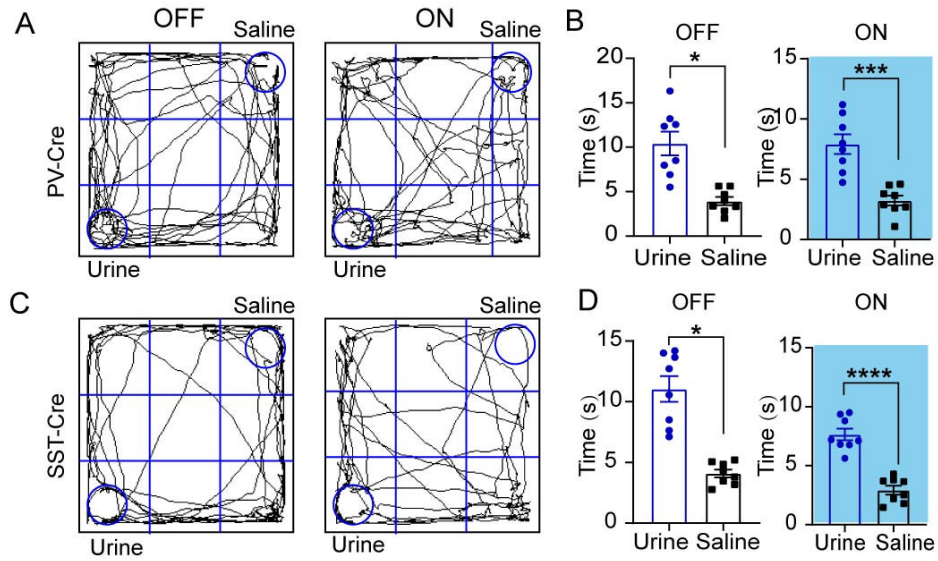 A
OFF
ON
Saline
Saline
PV-Cre
Urine
Urine
B
OFF
ON
Time (s)
20
15
10
5
0
*
Urine
Saline
Time (s)
15
10
5
0
***
Urine
Saline
C
Saline
Saline
SST-Cre
Urine
Urine
D
OFF
ON
Time (s)
15
10
5
0
*
Urine
Saline
Time (s)
15
10
5
0
****
Urine
Saline